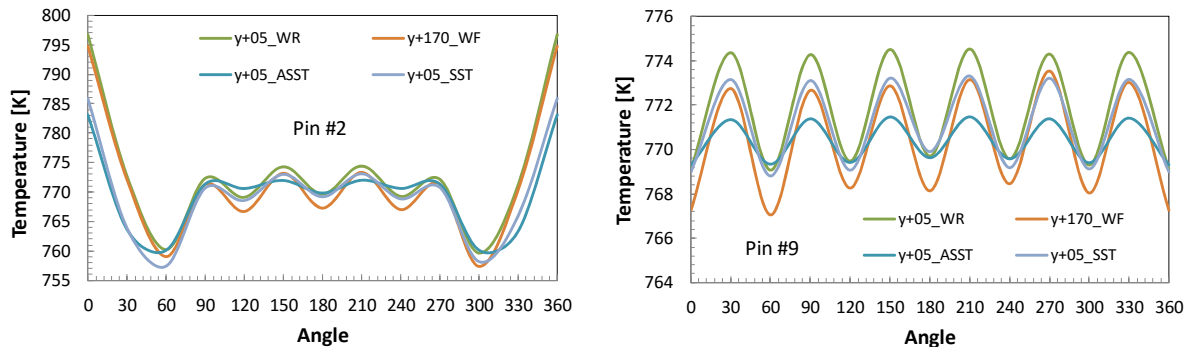 800
795
790
785
780
775
770
765
760
755
Temperature [K]
y+05_WR
y+170_WF
y+05_ASST
y+05_SST
Pin #2
0 30 60 90 120 150 180 210 240 270 300 330 360
Angle
776
774
772
770
768
766
764
Temperature [K]
y+05_WR
y+170_WF
y+05_ASST
y+05_SST
Pin #9
0 30 60 90 120 150 180 210 240 270 300 330 360
Angle